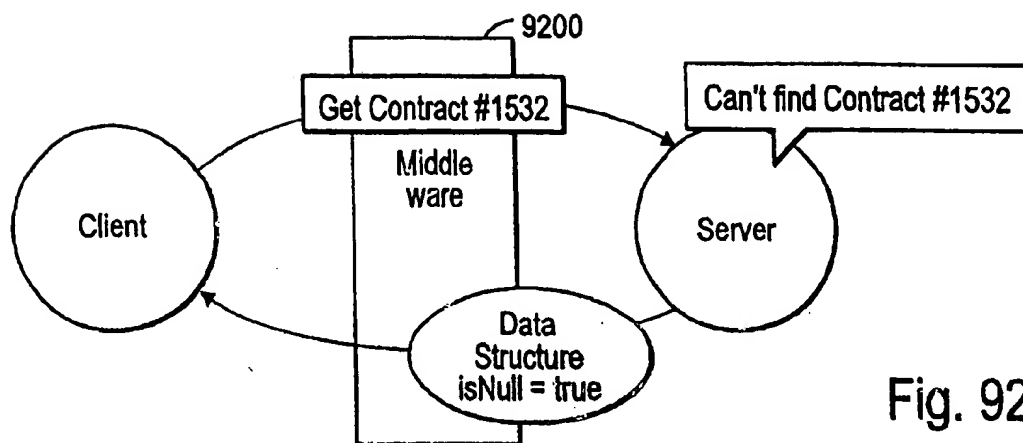 9200
Get Contract #1532
Can't find Contract #1532
Middle
ware
Client
Server
Data
Structure
isNull = true
Fig. 92